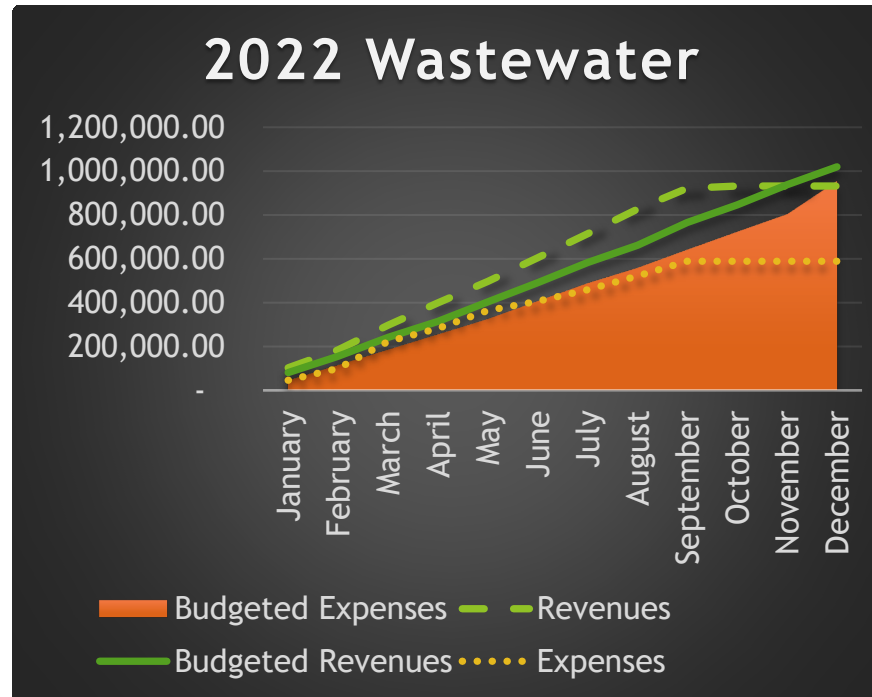 2022 Wastewater
1,200,000.00
1,000,000.00
800,000.00
600,000.00
400,000.00
200,000.00
-
January
February
March
April
May
June
July
August
September
October
November
December
Budgeted Expenses
Revenues
Budgeted Revenues
Expenses